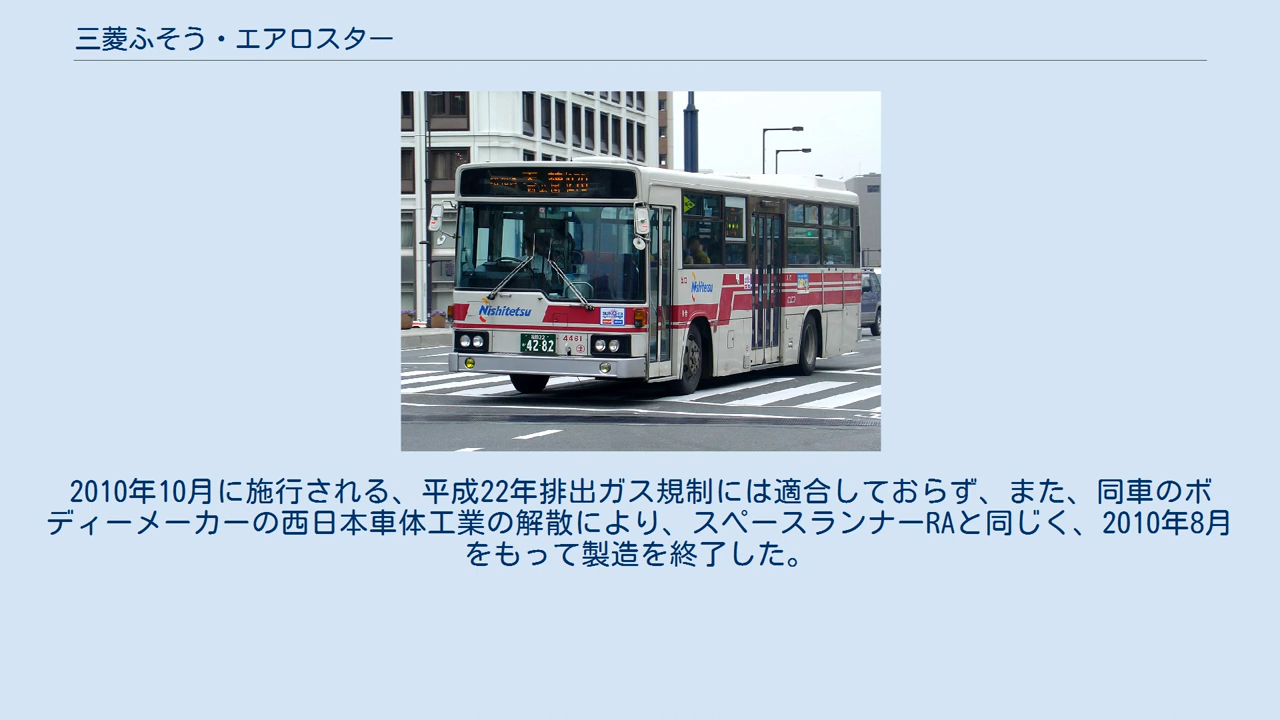 三菱ふそう・エアロスター
Nishitetsu
Nishitetsu
4282
4461
2010年10月に施行される、平成22年排出ガス規制には適合しておらず、また、同車のボ
ディーメーカーの西日本車体工業の解散により、スペースランナーRAと同じく、2010年8月
をもって製造を終了した。